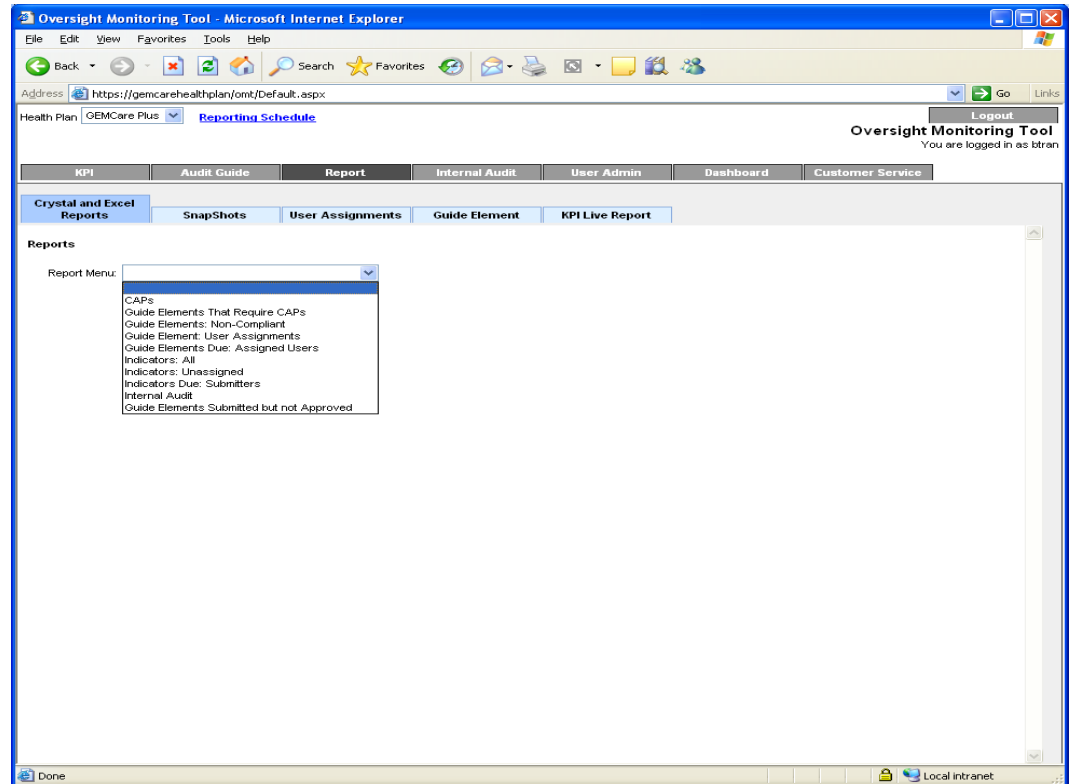 Oversight Monitoring Tool - Microsoft Internet Explorer
File Edit View Favorites Tools Help
Back Search Favorites
Address https://gemcarehealthplan/omt/Default.aspx Go Links
Health Plan GEMCare Plus Reporting Schedule Logout
Oversight Monitoring Tool
You are logged in as btran
KPI Audit Guide Report Internal Audit User Admin Dashboard Customer Service
Crystal and Excel
Reports SnapShots User Assignments Guide Element KPI Live Report
Reports
Report Menu:
CAPs
Guide Elements That Require CAPs
Guide Elements: Non-Compliant
Guide Element: User Assignments
Guide Elements Due: Assigned Users
Indicators: All
Indicators: Unassigned
Indicators Due: Submitters
Internal Audit
Guide Elements Submitted but not Approved
Done Local intranet